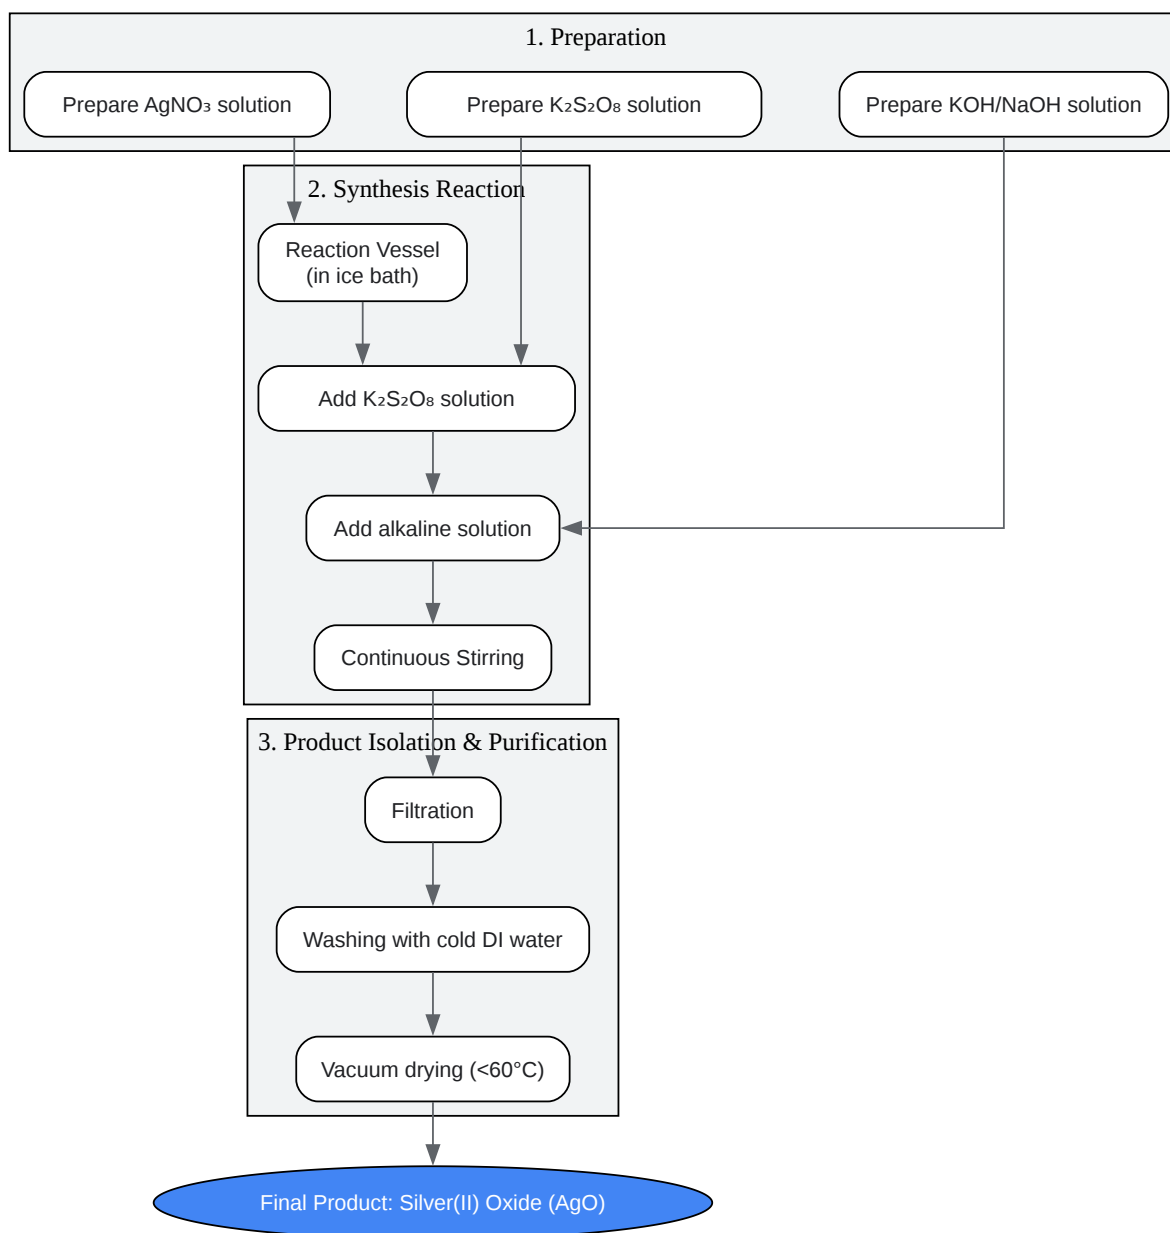 1. Preparation
Prepare AgNO₃ solution
Prepare K₂S₂O₈ solution
Prepare KOH/NaOH solution
2. Synthesis Reaction
Reaction Vessel
(in ice bath)
Add K₂S₂O₈ solution
Add alkaline solution
Continuous Stirring
3. Product Isolation & Purification
Filtration
Washing with cold DI water
Vacuum drying (<60°C)
Final Product: Silver(II) Oxide (AgO)